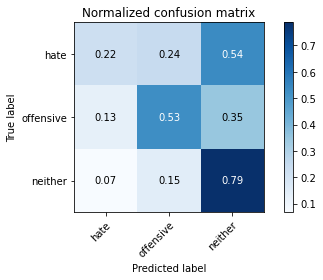 Normalized confusion matrix
True label
hate
0.22 0.24 0.54
offensive
0.13 0.53 0.35
neither
0.07 0.15 0.79
hate
offensive
neither
Predicted label
0.7
0.6
0.5
0.4
0.3
0.2
0.1